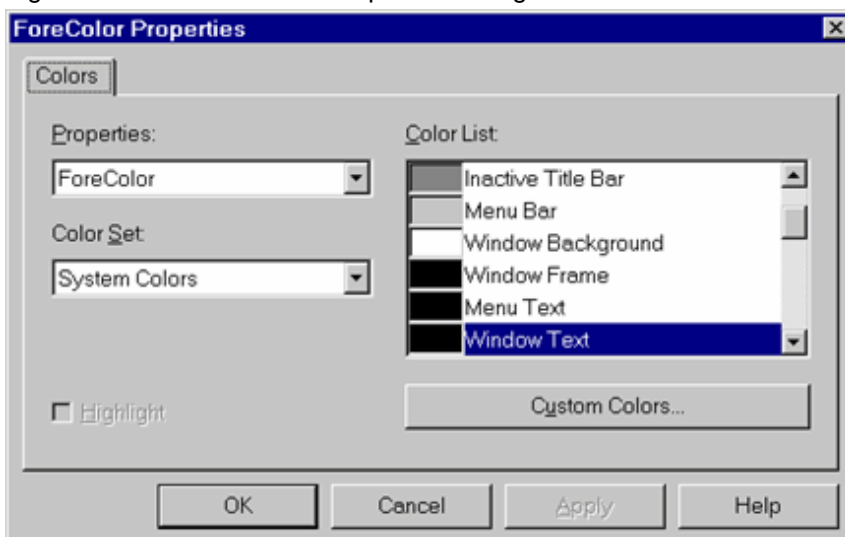 ForeColor Properties
Colors
Properties:
ForeColor
Color Set:
System Colors
Highlight
Color List:
Inactive Title Bar
Menu Bar
Window Background
Window Frame
Menu Text
Window Text
Custom Colors...
OK
Cancel
Apply
Help